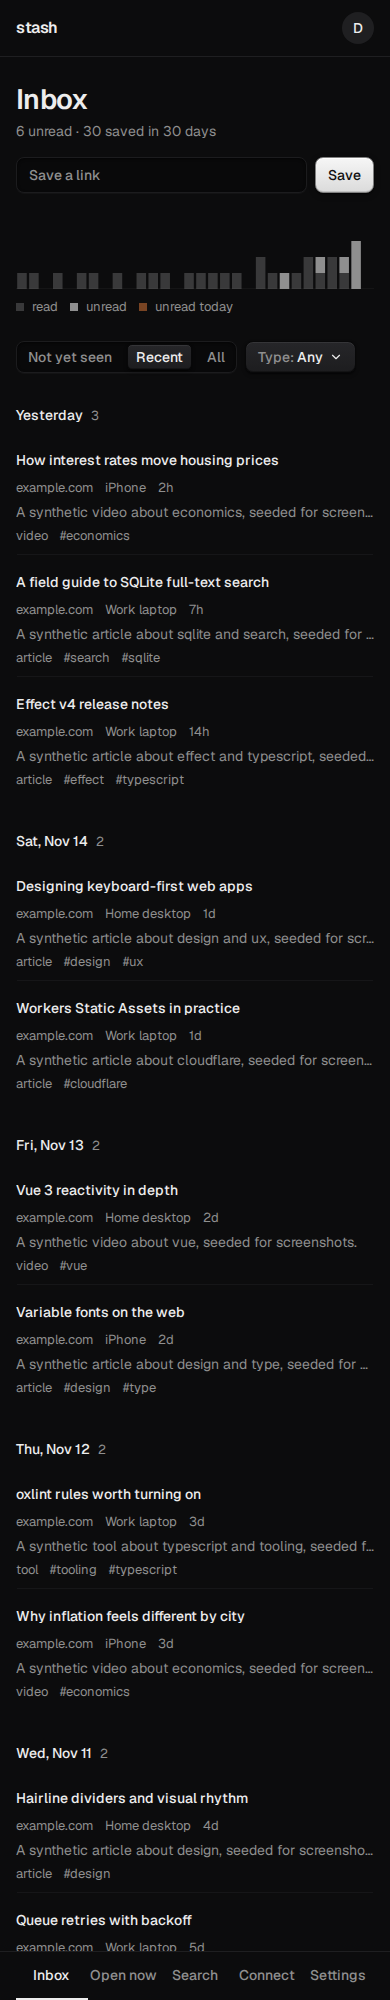 stash D
Inbox
6 unread · 30 saved in 30 days
Save a link Save
read unread unread today
Not yet seen Recent All Type: Any
Yesterday 3
How interest rates move housing prices
example.com iPhone 2h
A synthetic video about economics, seeded for screen...
video #economics
A field guide to SQLite full-text search
example.com Work laptop 7h
A synthetic article about sqlite and search, seeded for ...
article #search #sqlite
Effect v4 release notes
example.com Work laptop 14h
A synthetic article about effect and typescript, seeded...
article #effect #typescript
Sat, Nov 14 2
Designing keyboard-first web apps
example.com Home desktop 1d
A synthetic article about design and ux, seeded for scr...
article #design #ux
Workers Static Assets in practice
example.com Work laptop 1d
A synthetic article about cloudflare, seeded for screen...
article #cloudflare
Fri, Nov 13 2
Vue 3 reactivity in depth
example.com Home desktop 2d
A synthetic video about vue, seeded for screenshots.
video #vue
Variable fonts on the web
example.com iPhone 2d
A synthetic article about design and type, seeded for ...
article #design #type
Thu, Nov 12 2
oxlint rules worth turning on
example.com Work laptop 3d
A synthetic tool about typescript and tooling, seeded f...
tool #tooling #typescript
Why inflation feels different by city
example.com iPhone 3d
A synthetic video about economics, seeded for screen...
video #economics
Wed, Nov 11 2
Hairline dividers and visual rhythm
example.com Home desktop 4d
A synthetic article about design, seeded for screensho...
article #design
Queue retries with backoff
example.com Work laptop 5d
Inbox Open now Search Connect Settings